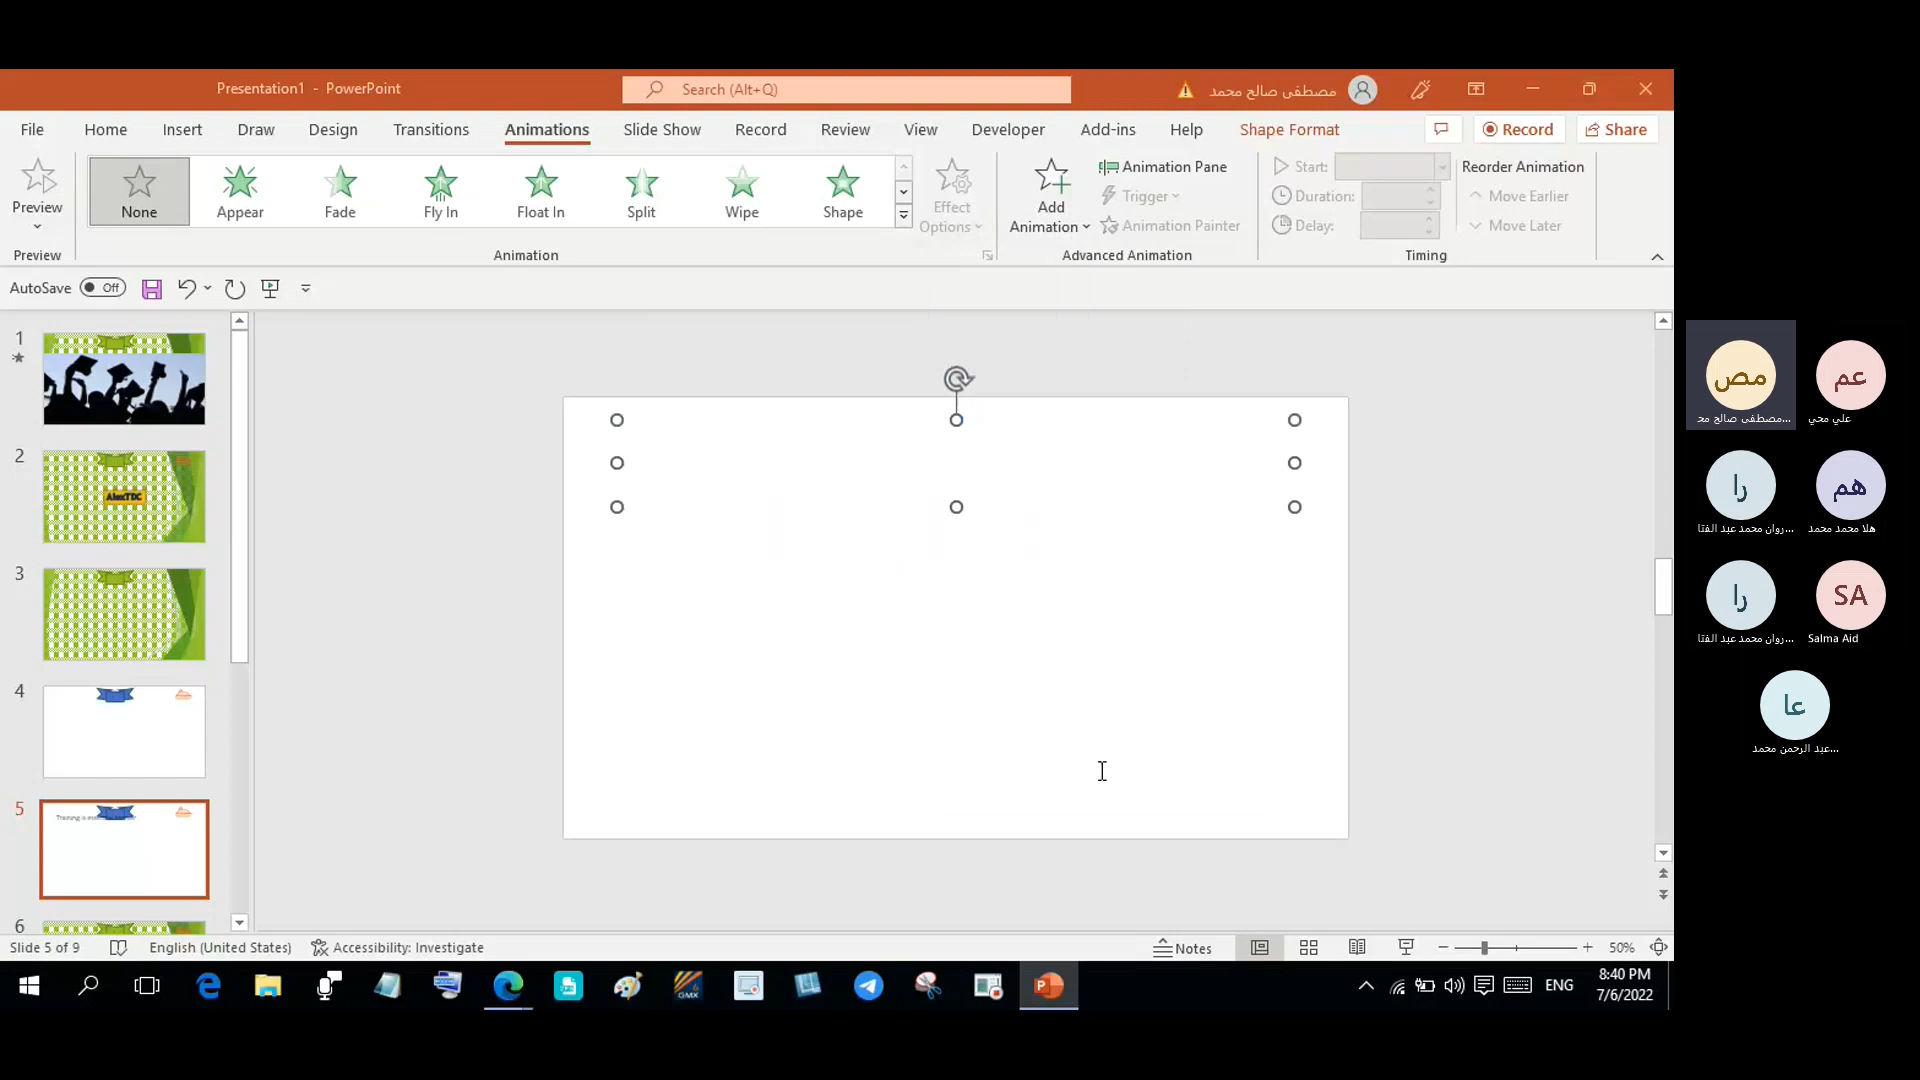 Presentation1 - PowerPoint
Search (Alt+Q)
مصطفى صالح محمد
File Home Insert Draw Design Transitions Animations Slide Show Record Review View Developer Add-ins Help Shape Format
Record
Share
Preview
None
Appear
Fade
Fly In
Float In
Split
Wipe
Shape
Effect
Options
Add
Animation
Animation Pane
Trigger
Animation Painter
Start:
Duration:
Delay:
Reorder Animation
Move Earlier
Move Later
Preview
Animation
Advanced Animation
Timing
AutoSave Off
1
2
AlexTDC
3
4
5
6
مص
مصطفى صالح مح...
عم
علي محي
را
روان محمد عبد الفتا...
هم
هلا محمد محمد
را
روان محمد عبد الفتا...
SA
Salma Aid
عا
عبد الرحمن محمد...
Slide 5 of 9
English (United States)
Accessibility: Investigate
Notes
50%
GMX
ENG
8:40 PM
7/6/2022